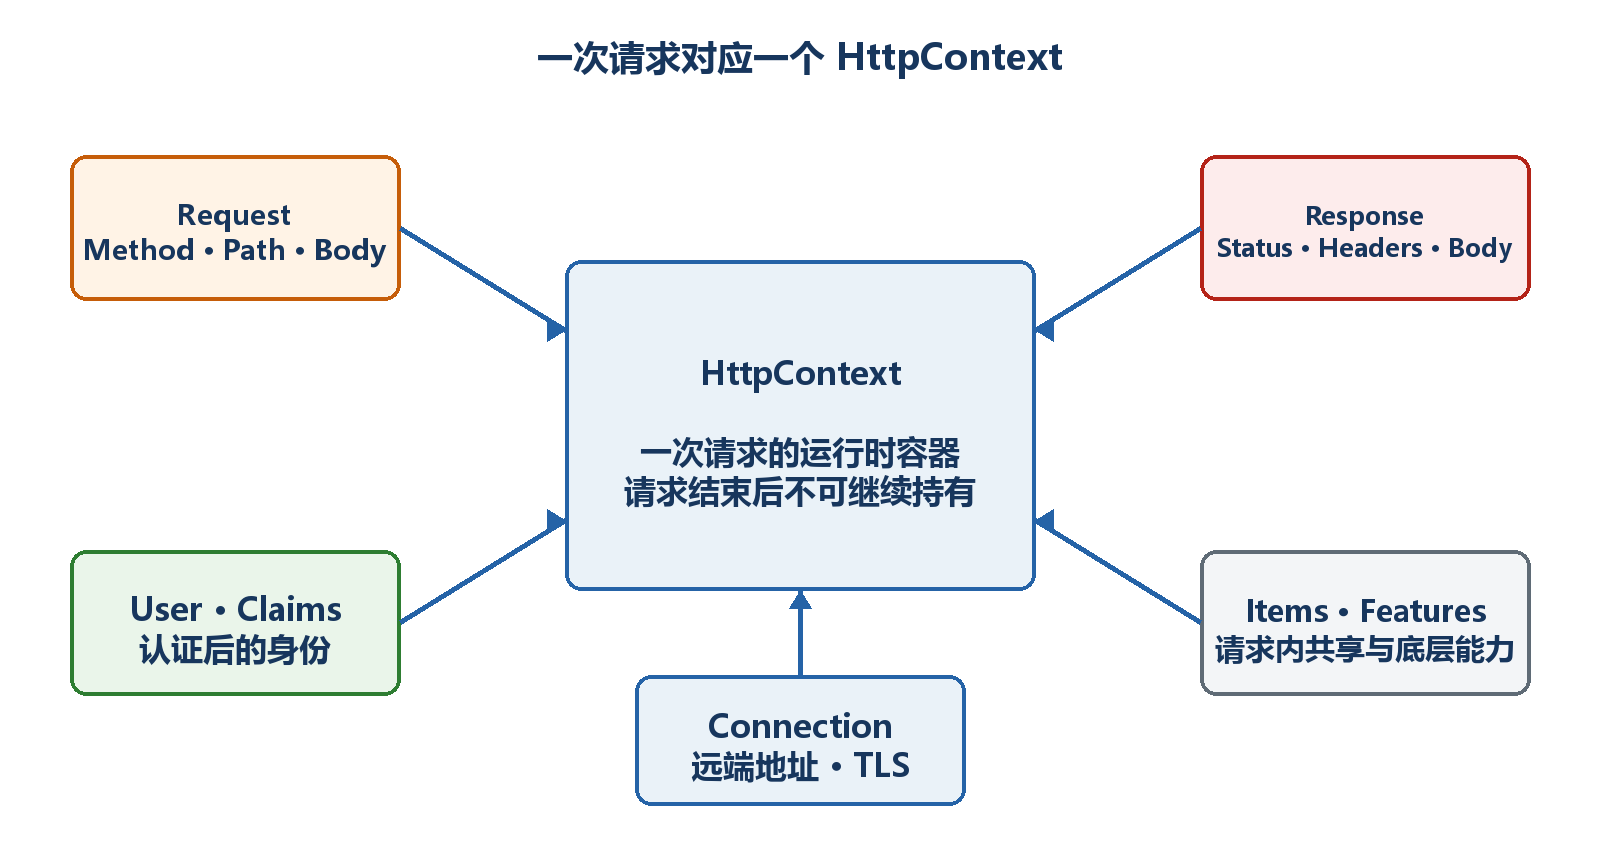 一次请求对应一个 HttpContext
Request
Method • Path • Body
Response
Status • Headers • Body
HttpContext
一次请求的运行时容器
请求结束后不可继续持有
User • Claims
认证后的身份
Items • Features
请求内共享与底层能力
Connection
远端地址 • TLS